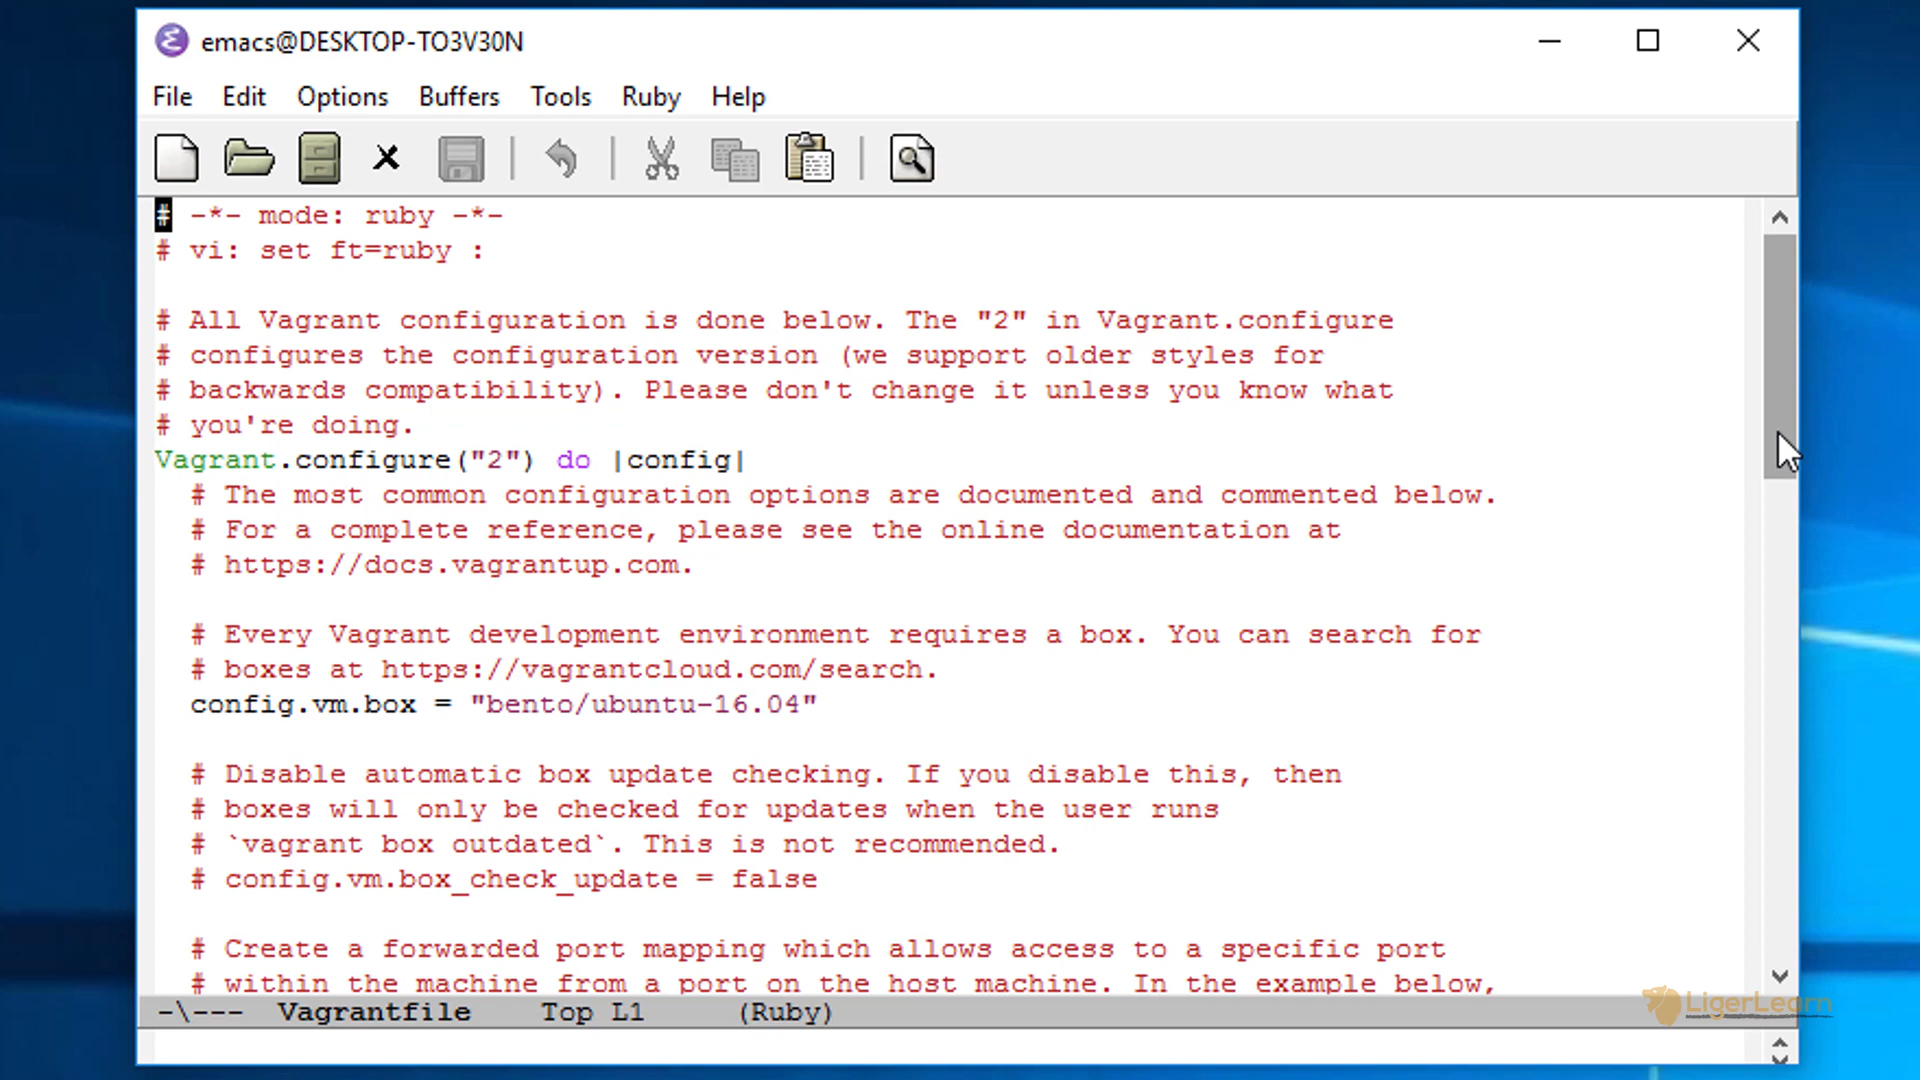 emacs@DESKTOP-TO3V30N
File Edit Options Buffers Tools Ruby Help
# -*- mode: ruby -*-
# vi: set ft=ruby :
# All Vagrant configuration is done below. The "2" in Vagrant.configure
# configures the configuration version (we support older styles for
# backwards compatibility). Please don't change it unless you know what
# you're doing.
Vagrant.configure("2") do |config|
# The most common configuration options are documented and commented below.
# For a complete reference, please see the online documentation at
# https://docs.vagrantup.com.
# Every Vagrant development environment requires a box. You can search for
# boxes at https://vagrantcloud.com/search.
config.vm.box = "bento/ubuntu-16.04"
# Disable automatic box update checking. If you disable this, then
# boxes will only be checked for updates when the user runs
# `vagrant box outdated`. This is not recommended.
# config.vm.box_check_update = false
# Create a forwarded port mapping which allows access to a specific port
# within the machine from a port on the host machine. In the example below,
-\--- Vagrantfile Top L1 (Ruby)
LigerLearn